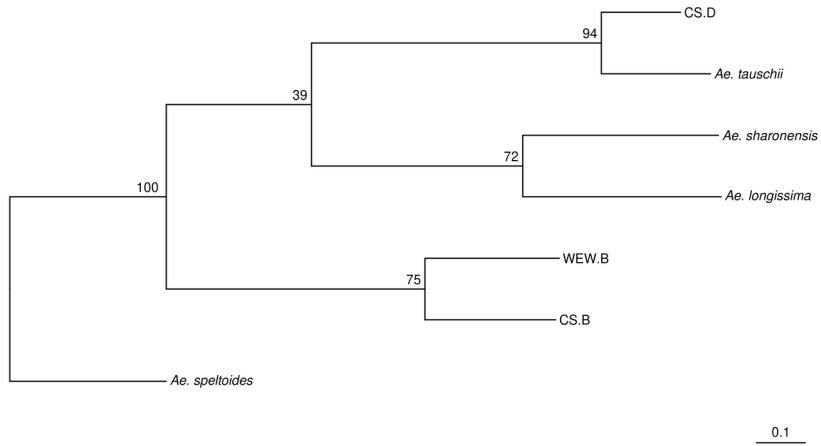 CS.D
94
Ae. tauschii
39
Ae. sharonensis
72
100
Ae. longissima
WEW.B
75
CS.B
Ae. speltoides
0.1